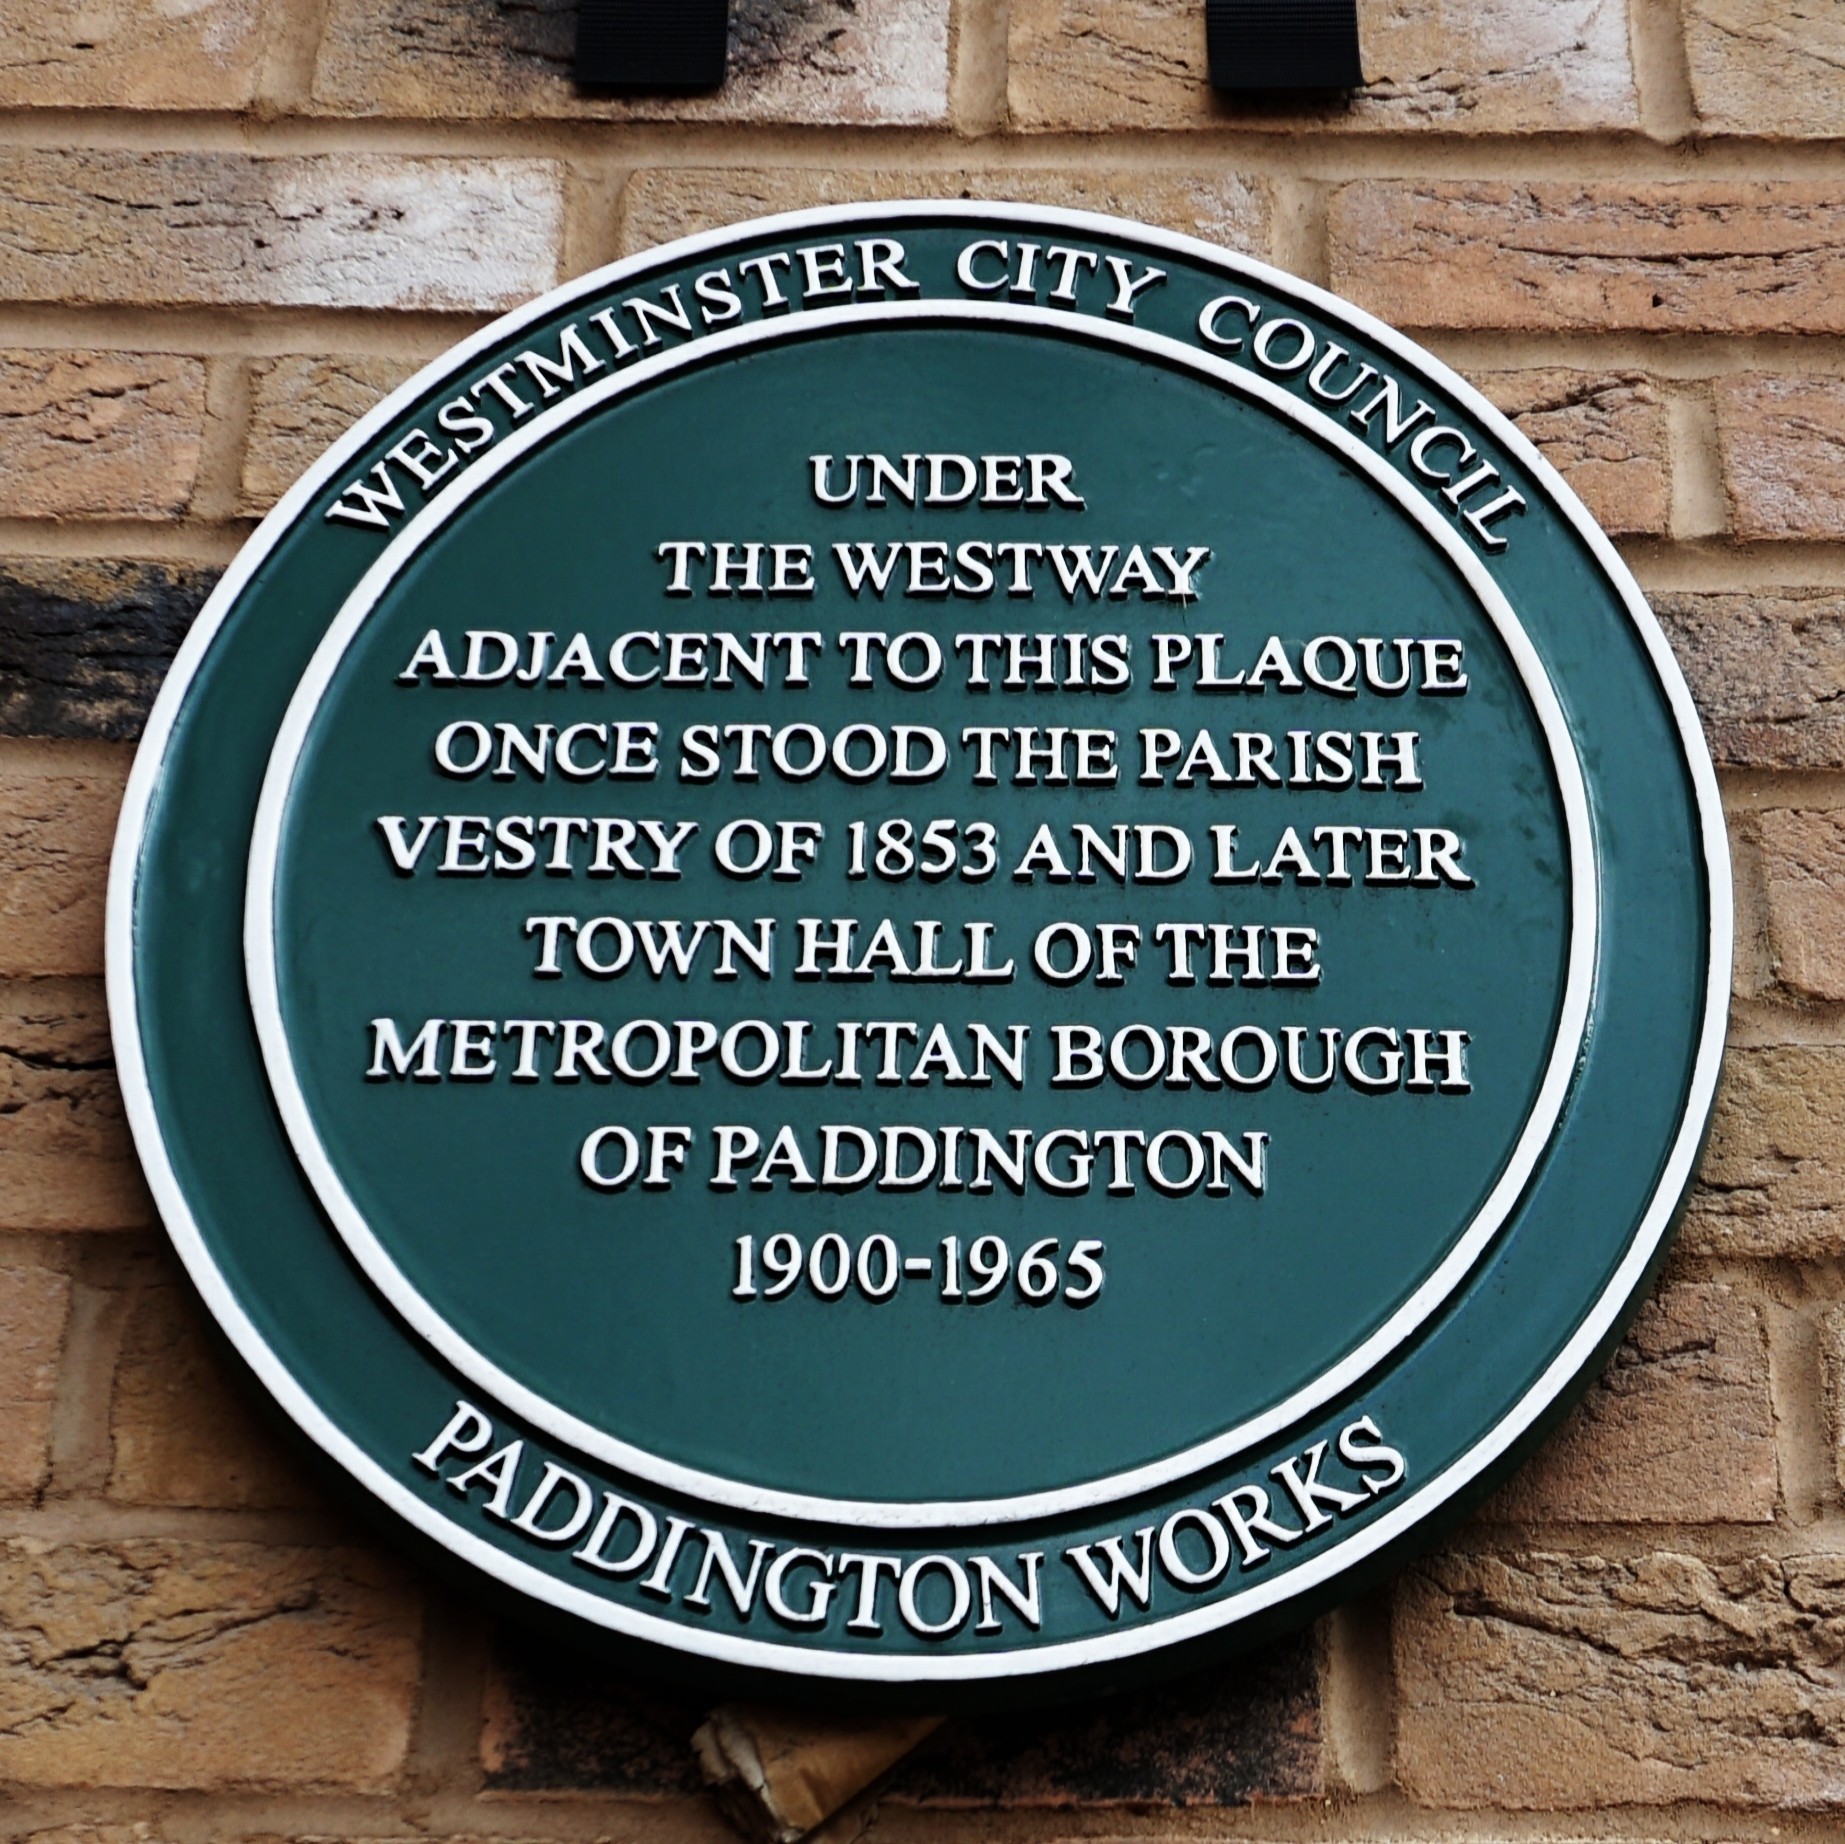 WESTMINSTER CITY COUNCIL
UNDER
THE WESTWAY
ADJACENT TO THIS PLAQUE
ONCE STOOD THE PARISH
VESTRY OF 1853 AND LATER
TOWN HALL OF THE
METROPOLITAN BOROUGH
OF PADDINGTON
1900-1965
PADDINGTON WORKS